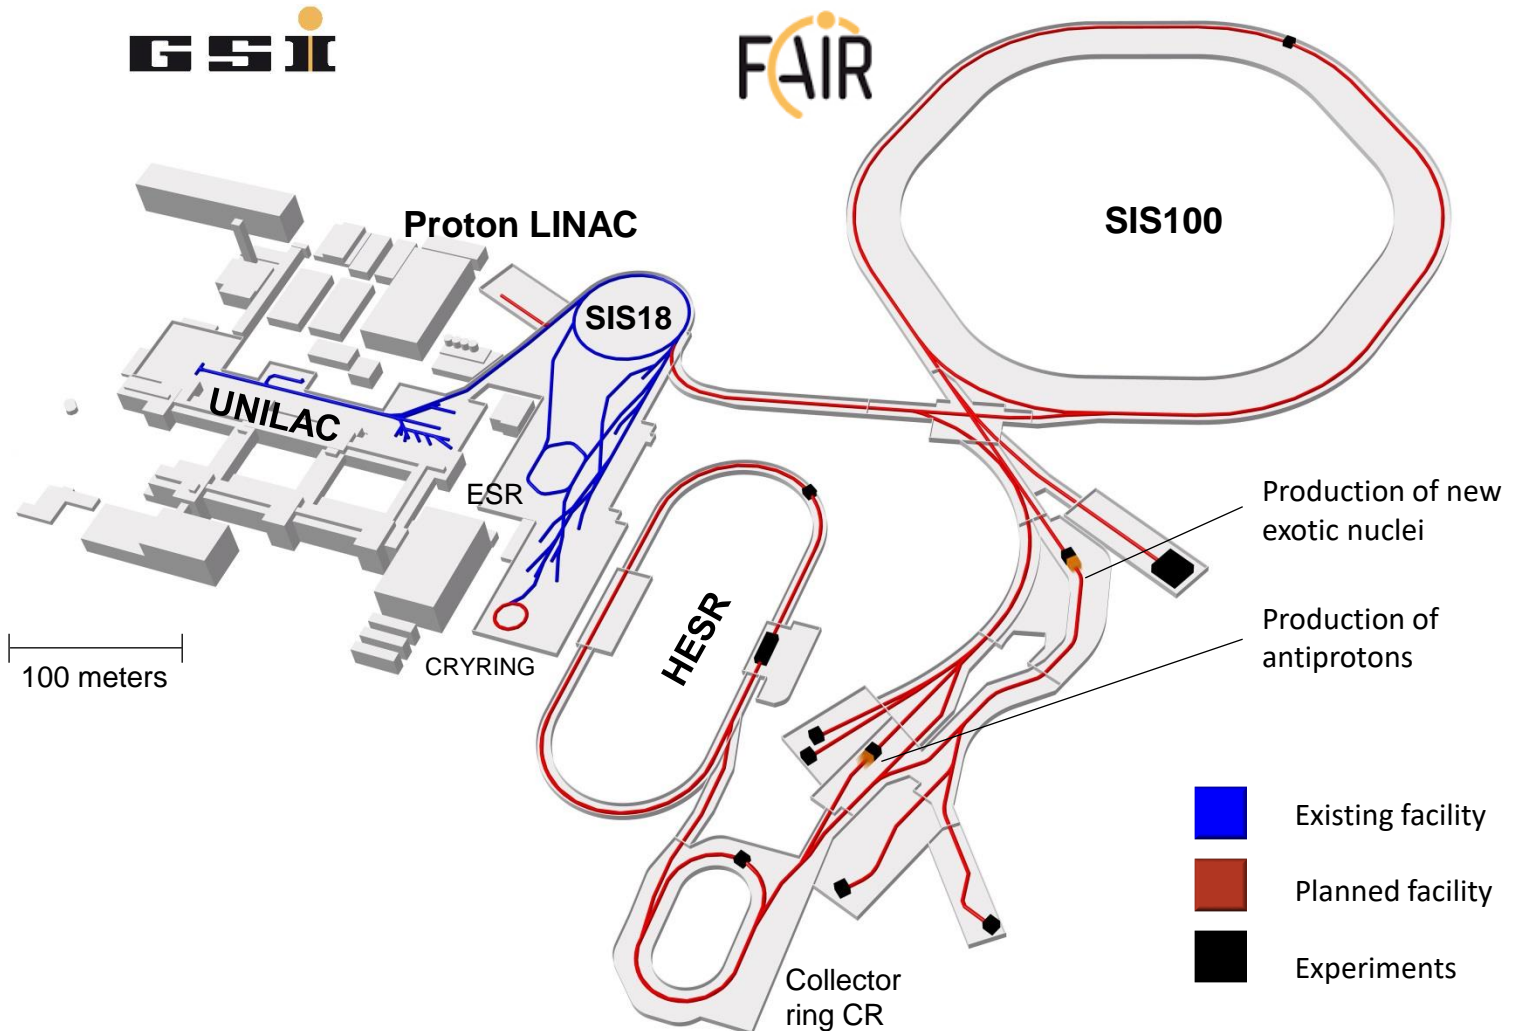 GSI
FAIR
Proton LINAC
SIS100
SIS18
UNILAC
ESR
Production of new
exotic nuclei
HESR
Production of
antiprotons
100 meters
CRYRING
Existing facility
Planned facility
Experiments
Collector
ring CR